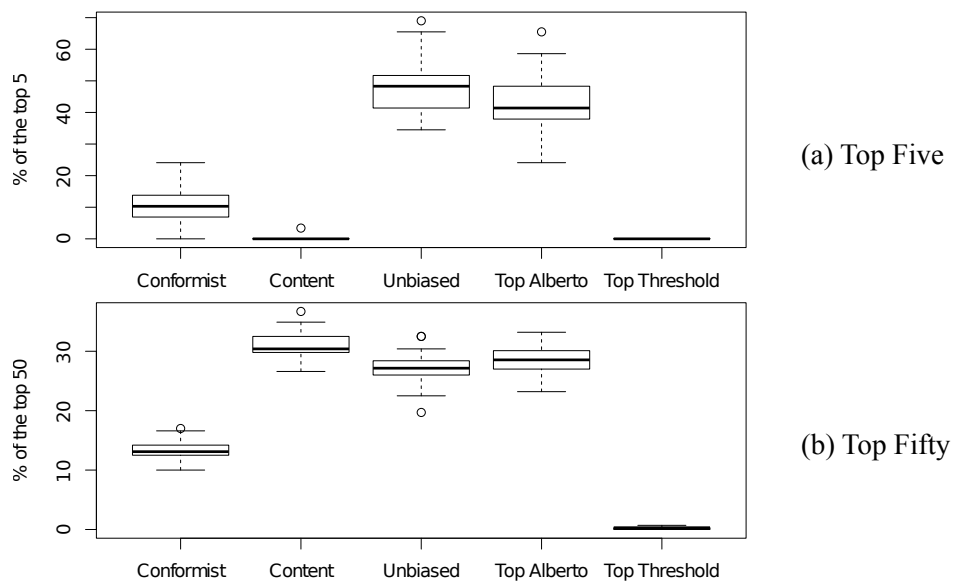 % of the top 5
60
40
20
0
(a) Top Five
Conformist Content Unbiased Top Alberto Top Threshold
% of the top 50
30
20
10
0
(b) Top Fifty
Conformist Content Unbiased Top Alberto Top Threshold